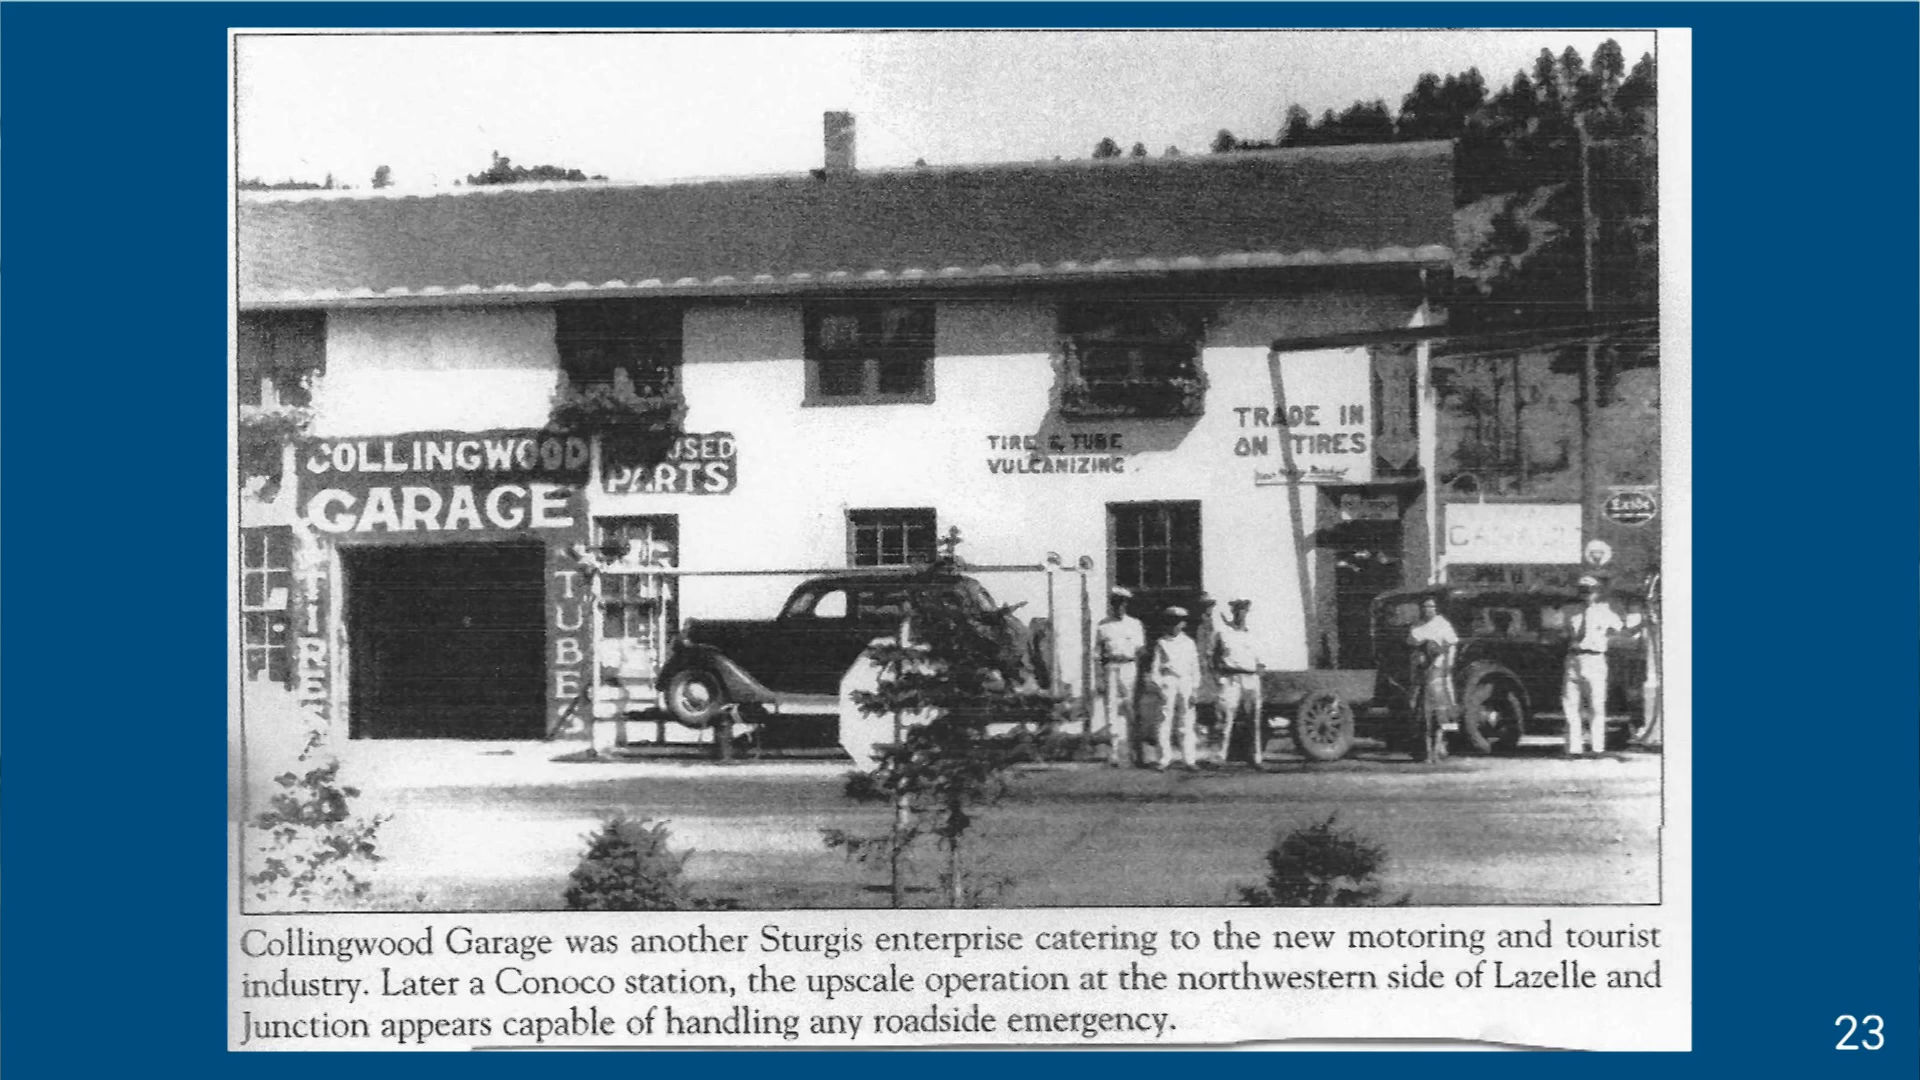 COLLINGWOOD
GARAGE
USED
PARTS
TIRE & TUBE
VULCANIZING
TRADE IN
ON TIRES
Exide
TIRES
TUBES
Collingwood Garage was another Sturgis enterprise catering to the new motoring and tourist
industry. Later a Conoco station, the upscale operation at the northwestern side of Lazelle and
Junction appears capable of handling any roadside emergency.
23